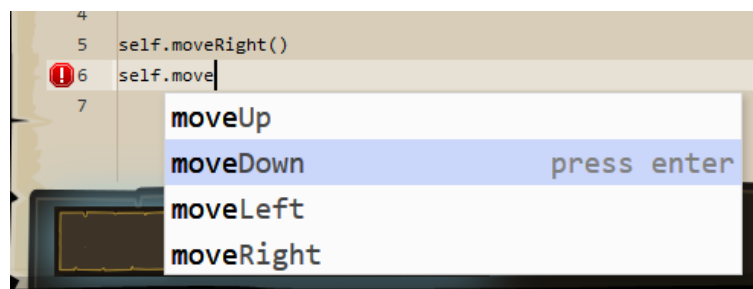 4
5 self.moveRight()
6 self.move
7
moveUp
moveDown press enter
moveLeft
moveRight